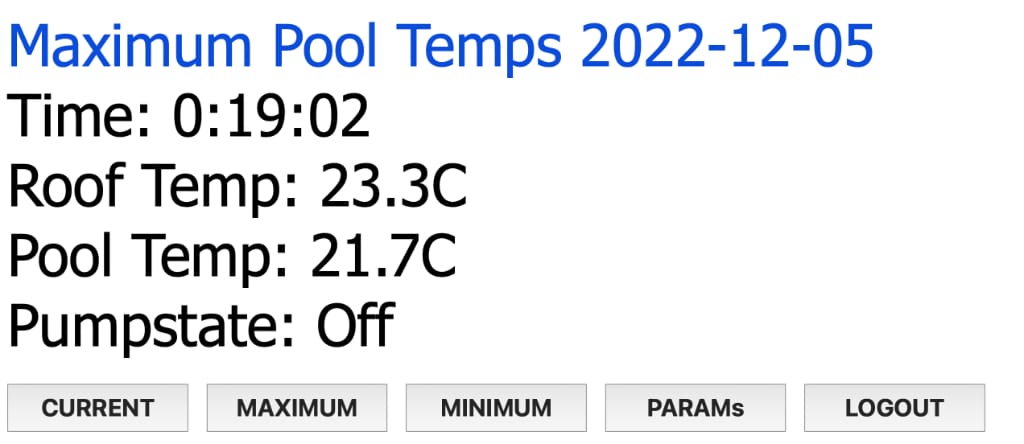 Maximum Pool Temps 2022-12-05
Time: 0:19:02
Roof Temp: 23.3C
Pool Temp: 21.7C
Pumpstate: Off
CURRENT MAXIMUM MINIMUM PARAMs LOGOUT